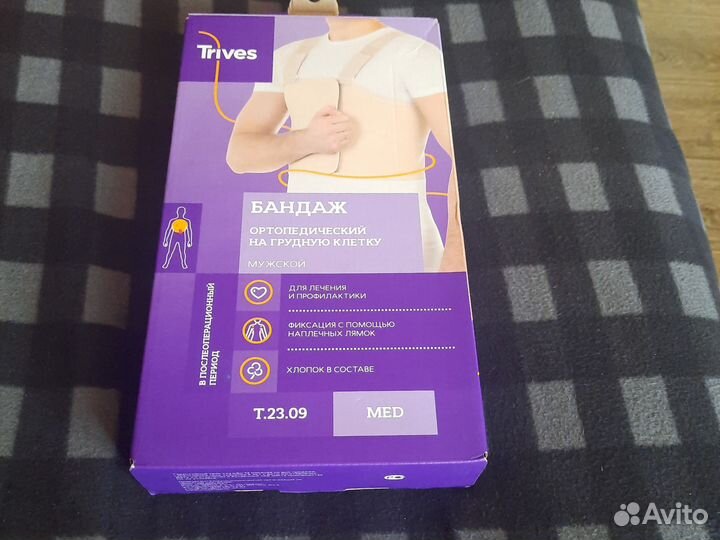 Trives
БАНДАЖ
ОРТОПЕДИЧЕСКИЙ
НА ГРУДНУЮ КЛЕТКУ
МУЖСКОЙ
В ПОСЛЕОПЕРАЦИОННЫЙ
ПЕРИОД
ДЛЯ ЛЕЧЕНИЯ
И ПРОФИЛАКТИКИ
ФИКСАЦИЯ С ПОМОЩЬЮ
НАПЛЕЧНЫХ ЛЯМОК
ХЛОПОК В СОСТАВЕ
Т.23.09
MED
Avito